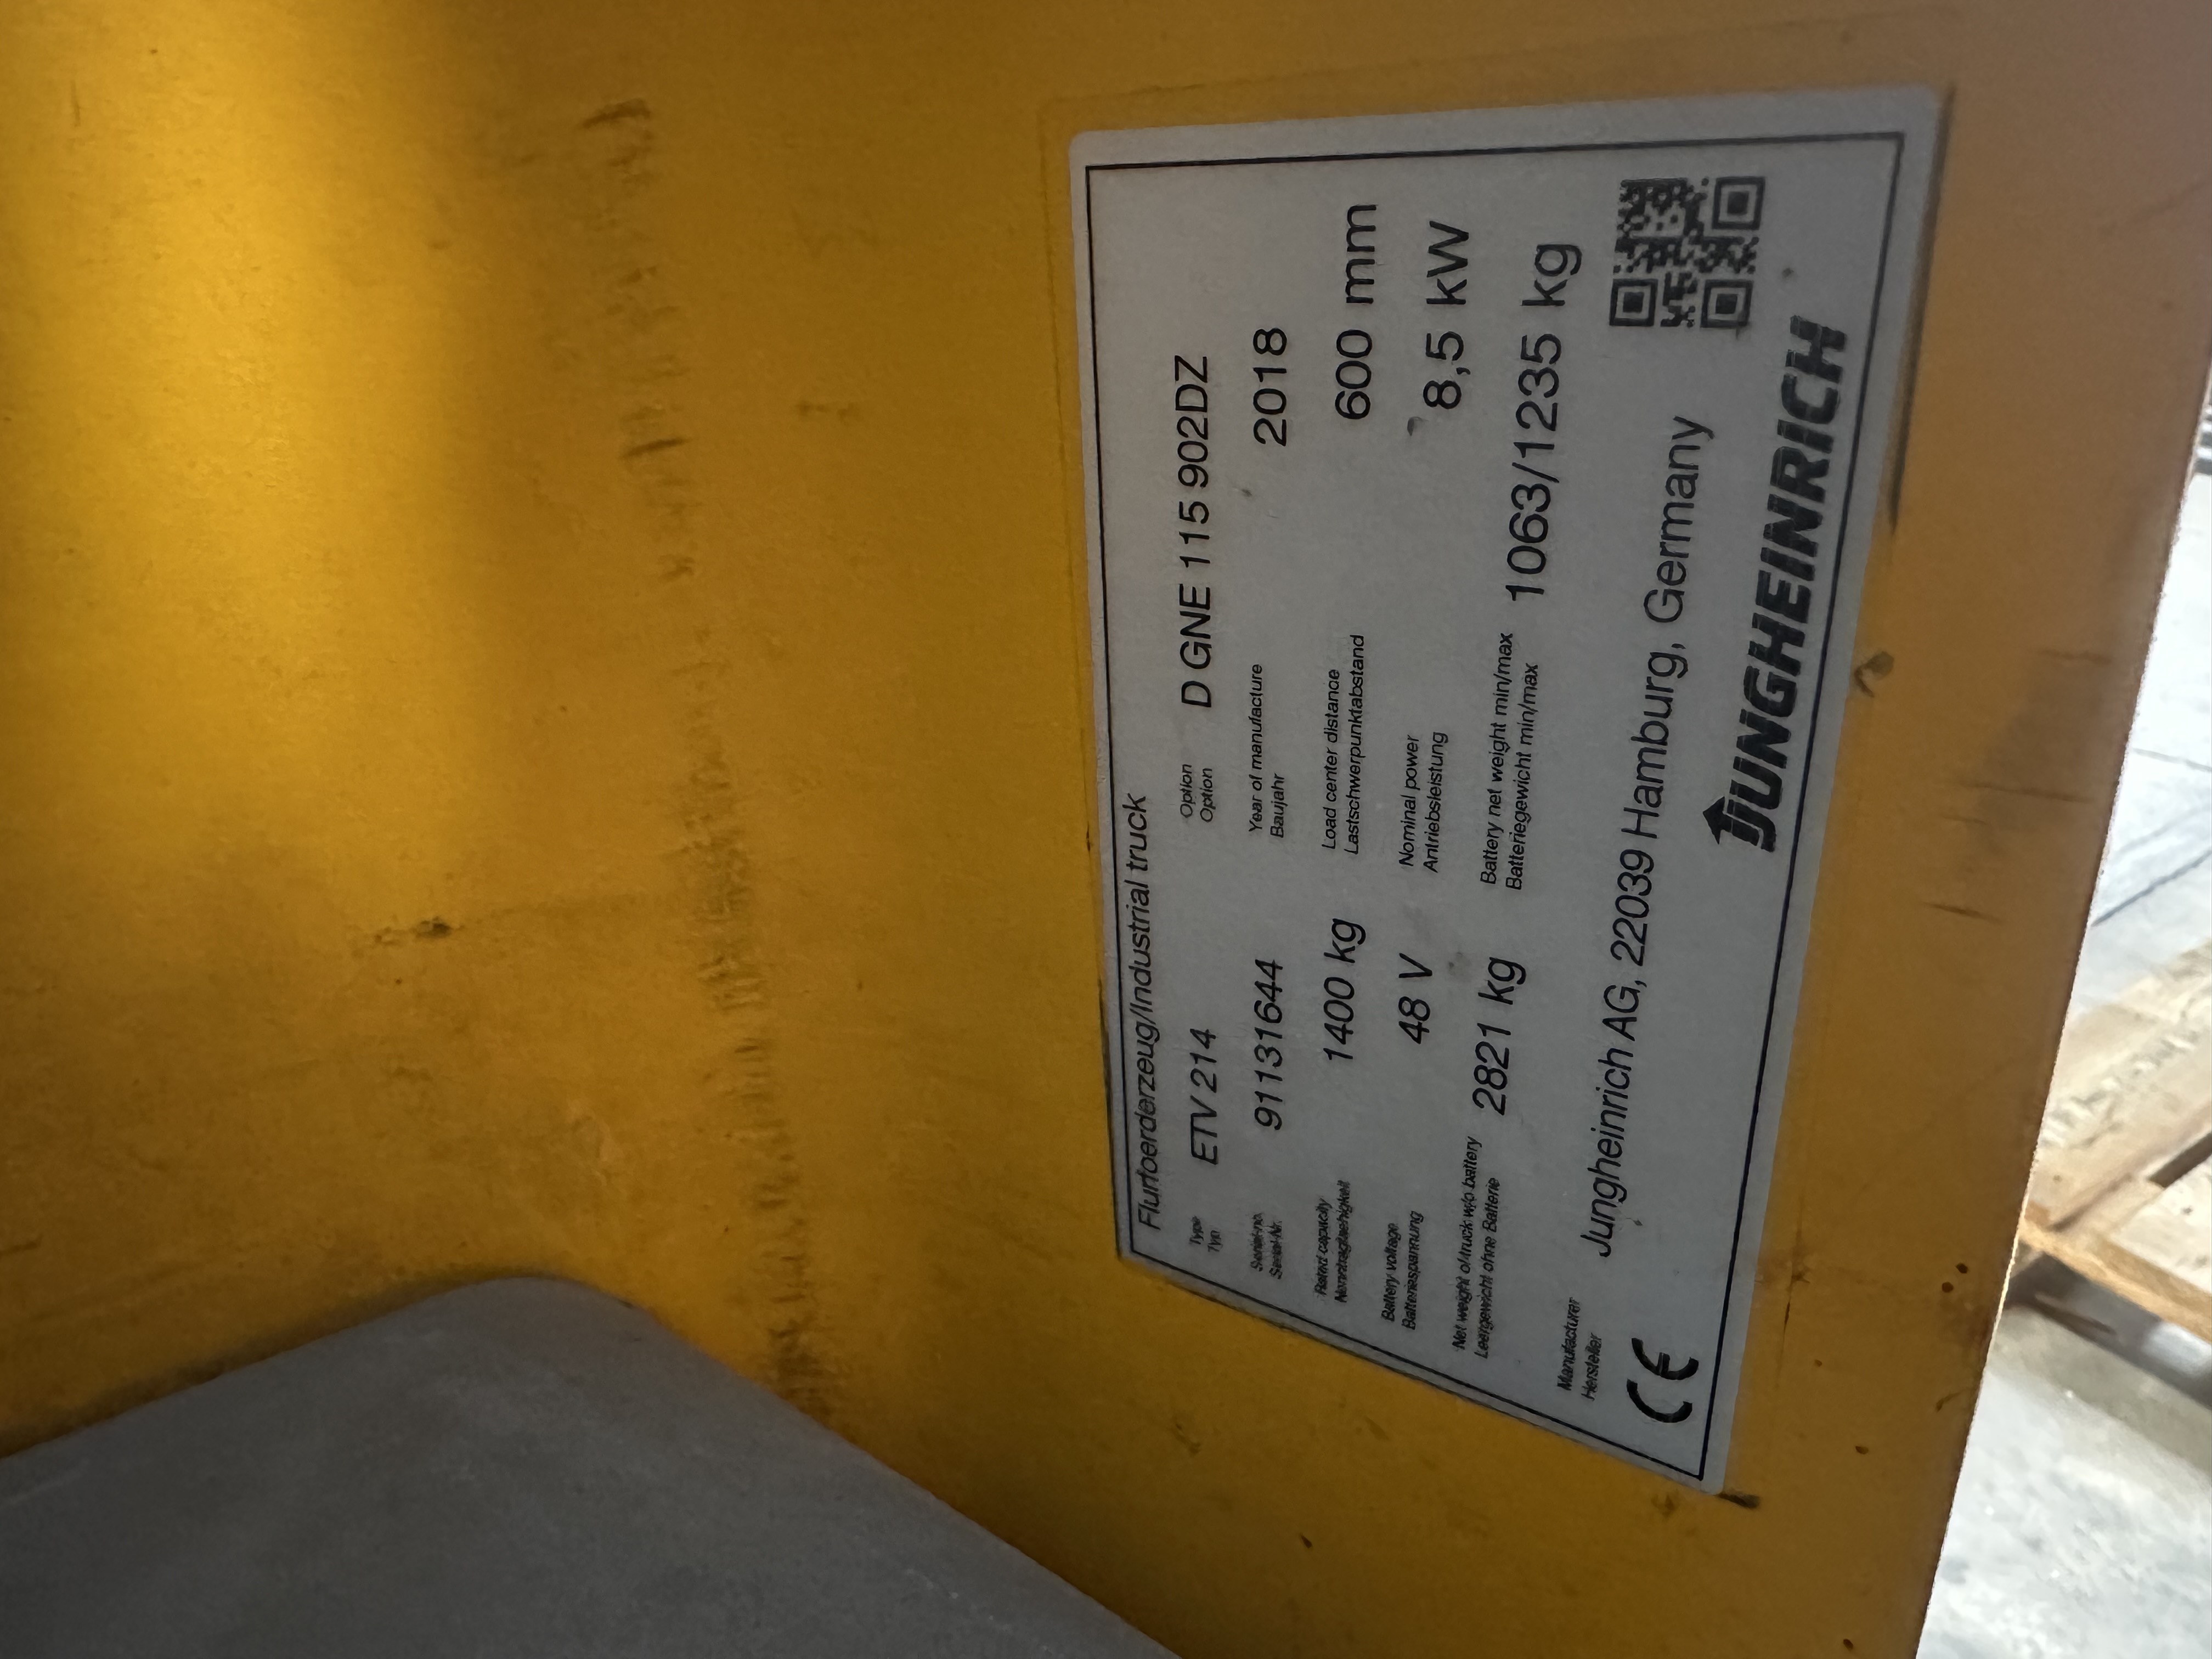 Flurfoerderzeug/Industrial truck
Type
Typ
ETV 214
Option
Option
D GNE 115 902DZ
Serial-no.
Serial-Nr.
91131644
Year of manufacture
Baujahr
2018
Rated capacity
Nenntragfaehigkeit
1400 kg
Load center distance
Lastschwerpunktabstand
600 mm
Battery voltage
Batteriespannung
48 V
Nominal power
Antriebsleistung
8,5 kW
Net weight of/truck w/o battery
Leergewicht ohne Batterie
2821 kg
Battery net weight min/max
Batteriegewicht min/max
1063/1235 kg
Manufacturer
Hersteller
Jungheinrich AG, 22039 Hamburg, Germany
CE
JUNGHEINRICH